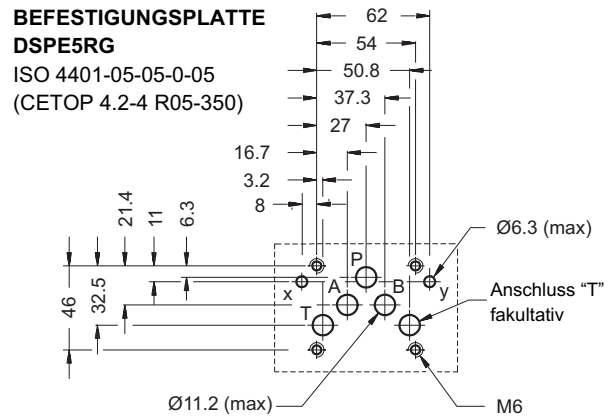 BEFESTIGUNGSPLATTE
DSPE5RG
ISO 4401-05-05-0-05
(CETOP 4.2-4 R05-350)
62
54
50.8
37.3
27
16.7
3.2
8
21.4
11
6.3
46
32.5
Ø6.3 (max)
P
A
B
x
y
T
Anschluss “T”
fakultativ
Ø11.2 (max)
M6